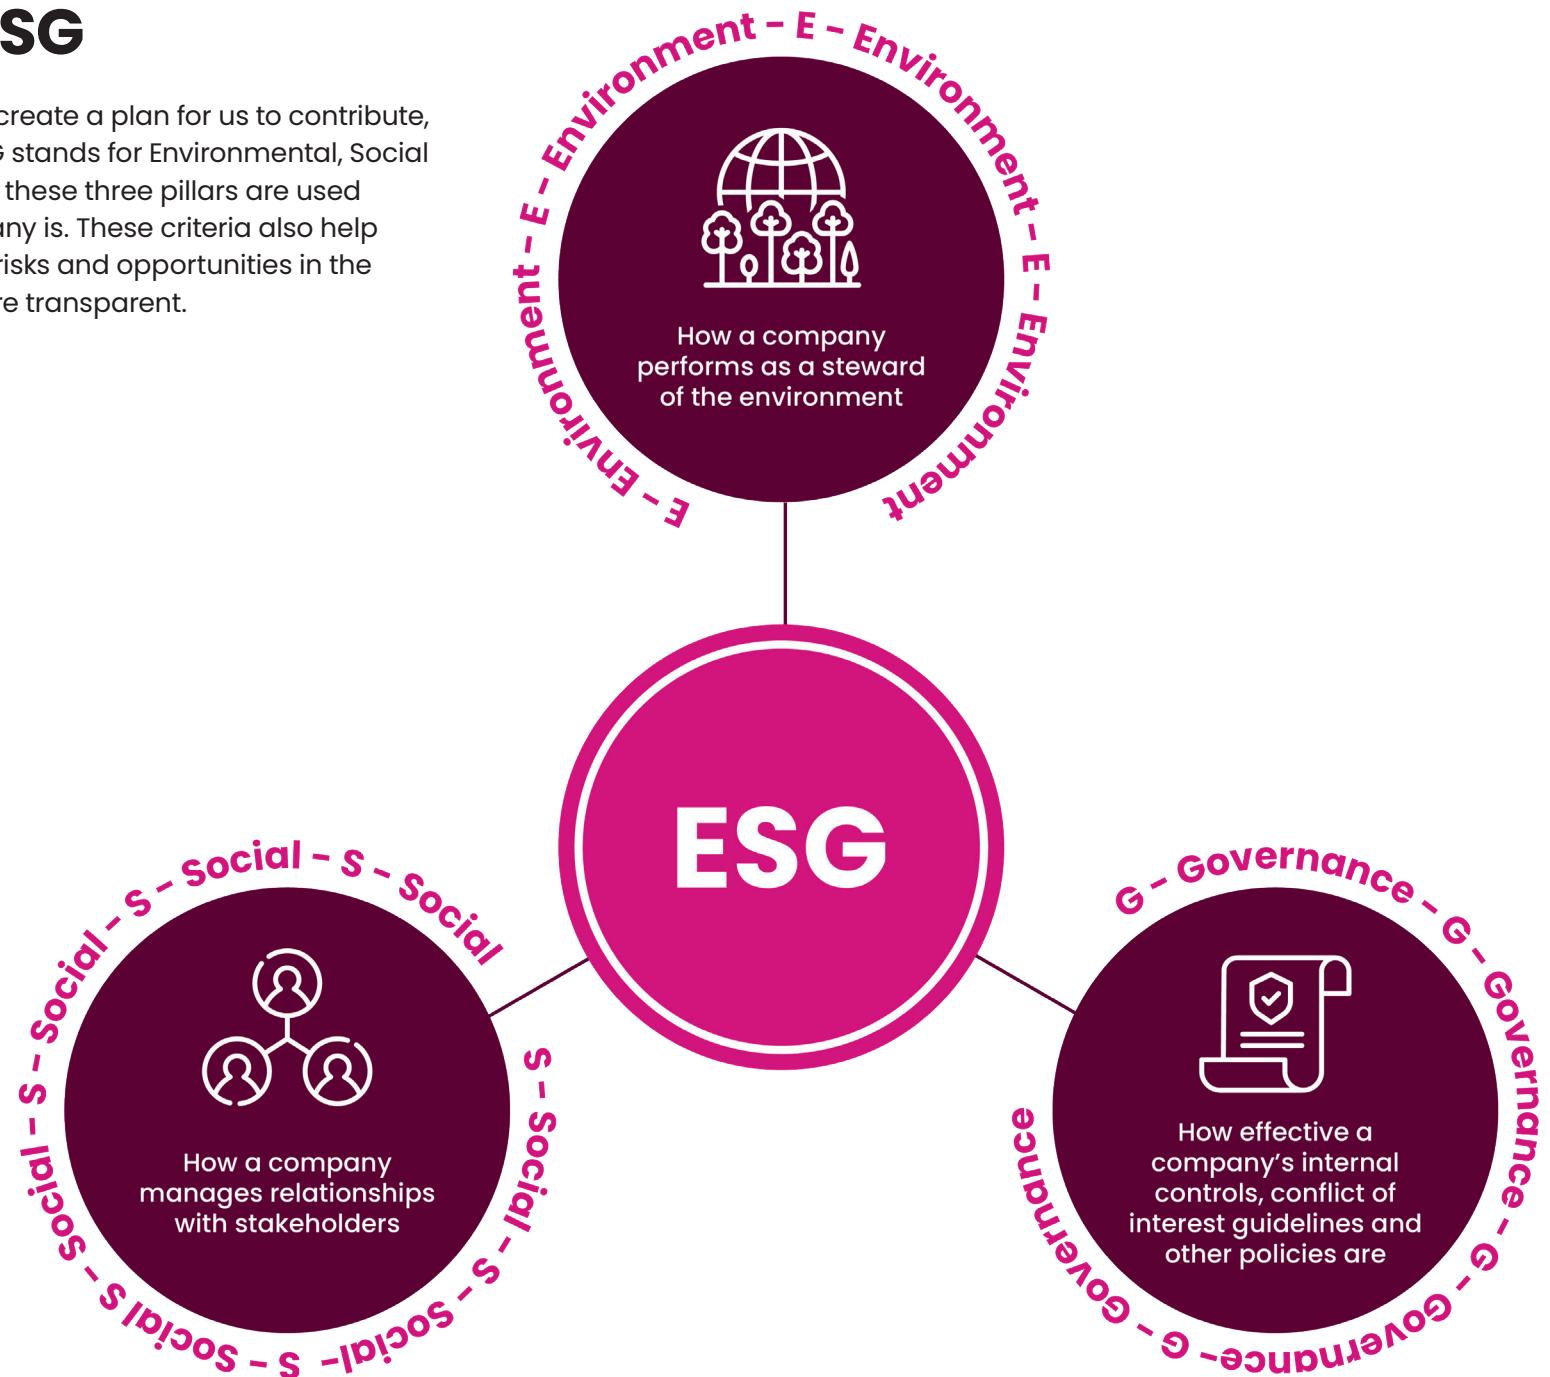 SG
create a plan for us to contribute,
G stands for Environmental, Social
these three pillars are used
any is. These criteria also help
risks and opportunities in the
re transparent.
E – Environment – E – Environment – E – Environment – E – Environment
How a company
performs as a steward
of the environment
ESG
S – Social – S – Social– S – Social S – Social – S – Social – S – Social – S – Social
How a company
manages relationships
with stakeholders
G – Governance – G – Governance – G – Governance– G – Governance
How effective a
company’s internal
controls, conflict of
interest guidelines and
other policies are